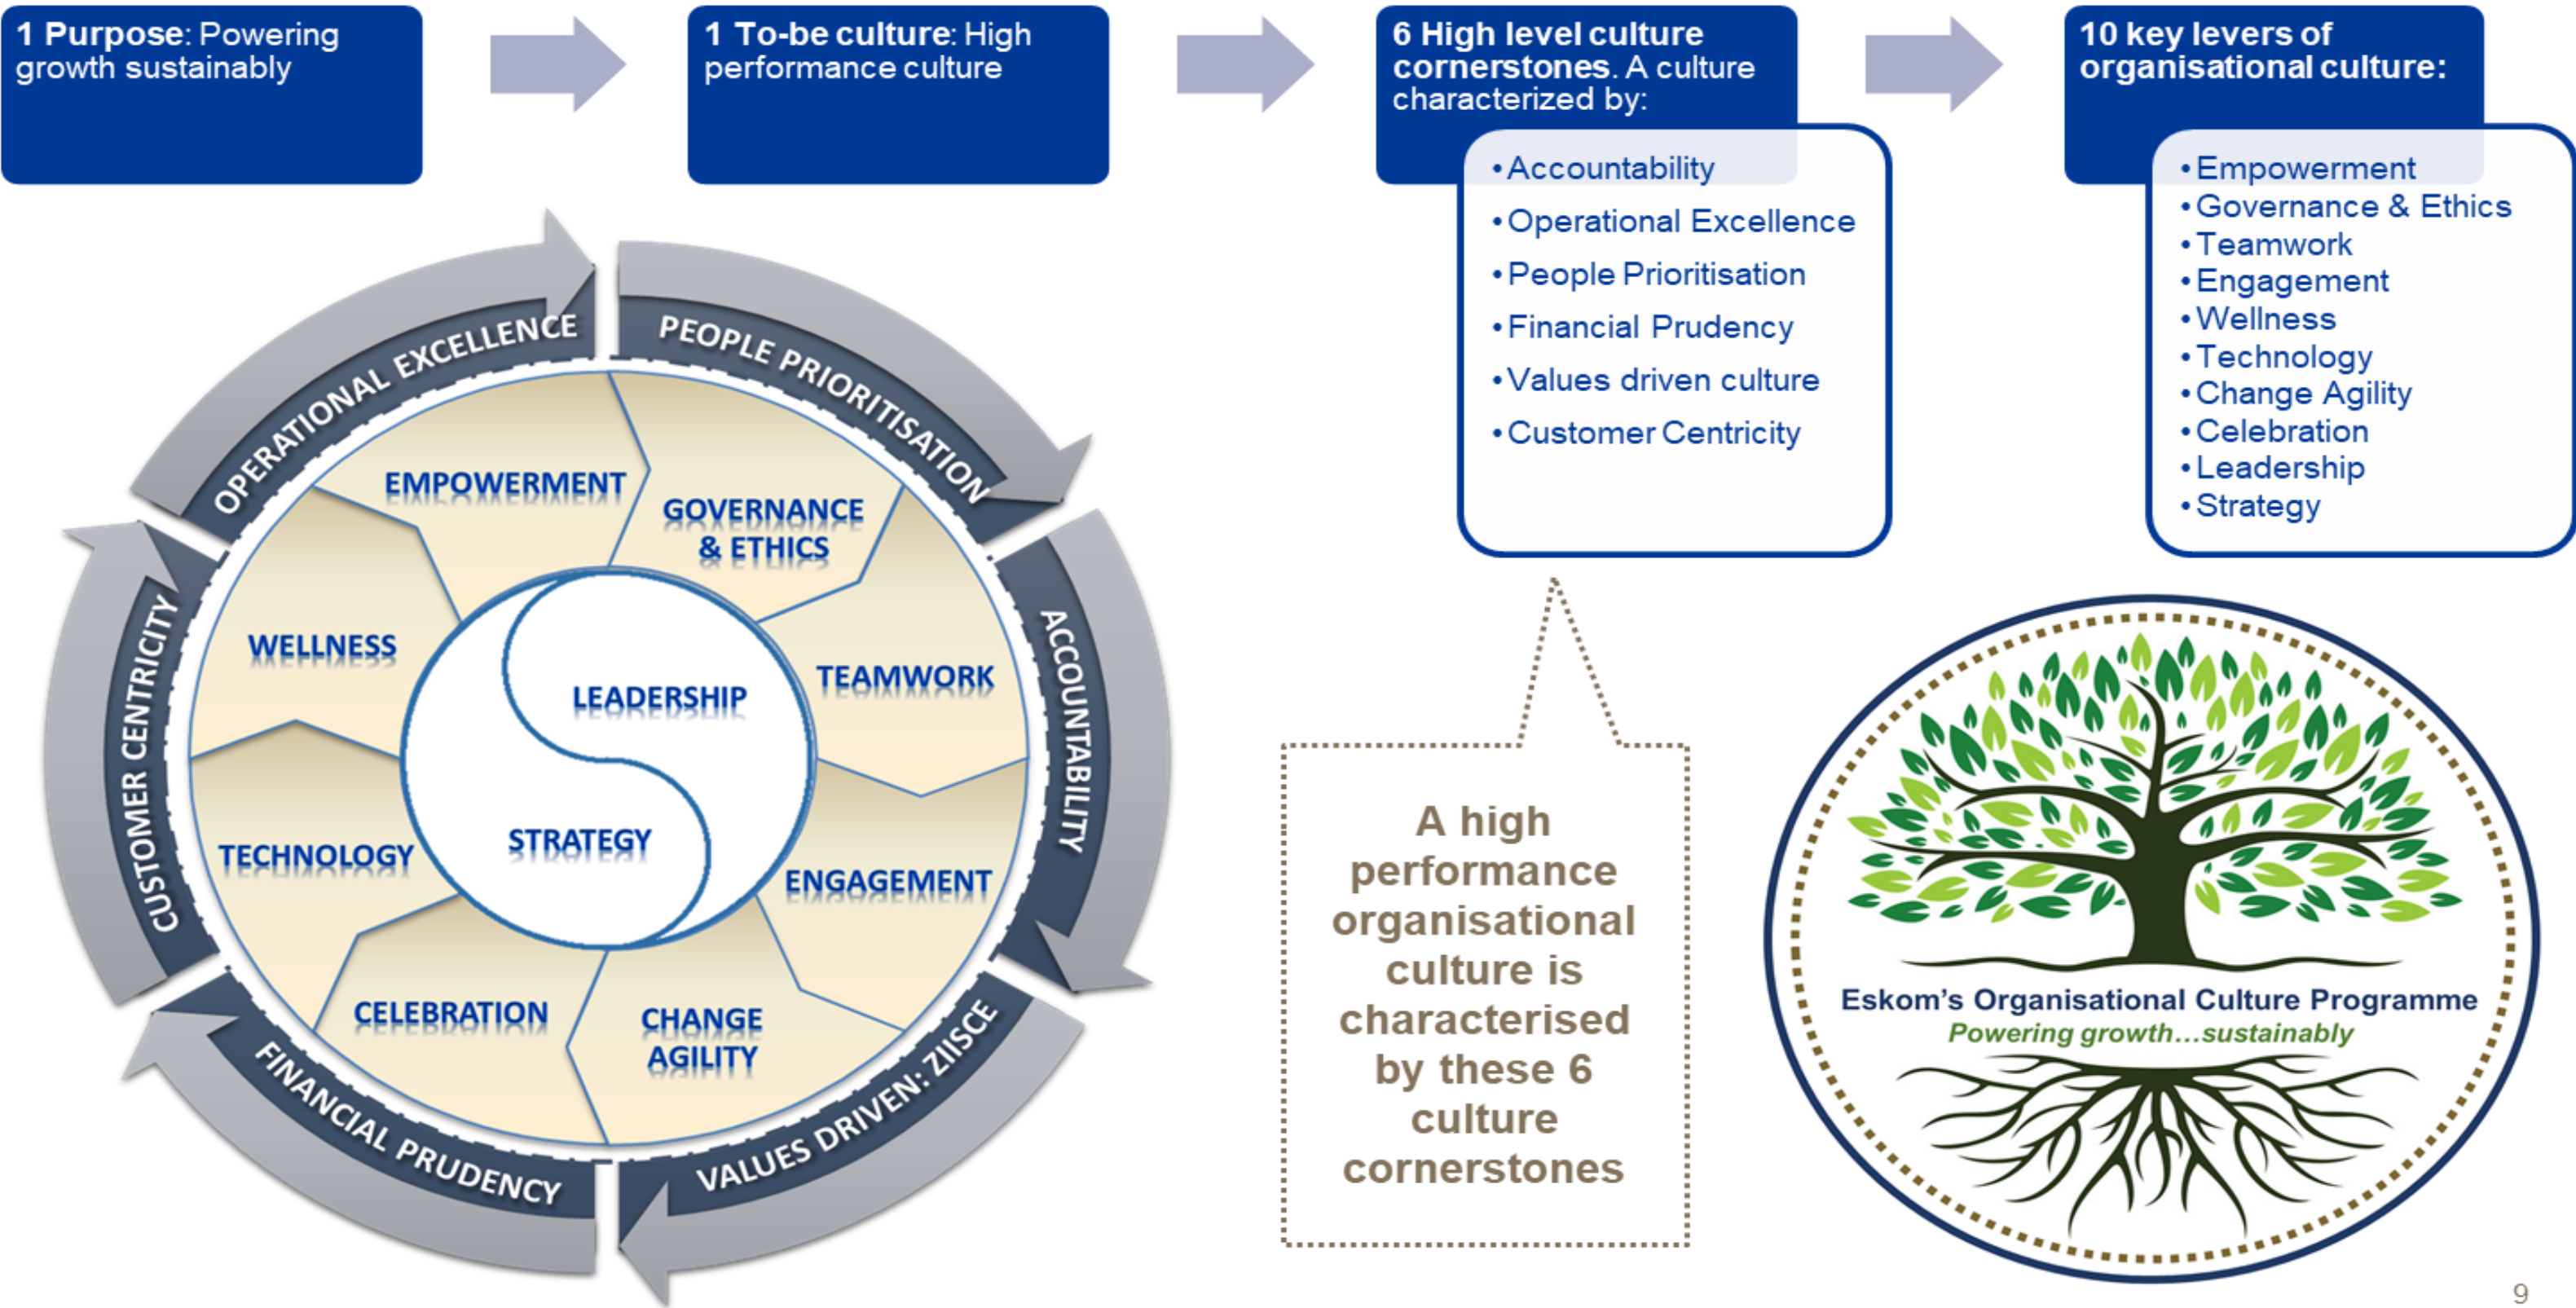 1 Purpose: Powering
growth sustainably
1 To-be culture: High
performance culture
6 High level culture
cornerstones. A culture
characterized by:
•Accountability
•Operational Excellence
•People Prioritisation
•Financial Prudency
•Values driven culture
•Customer Centricity
10 key levers of
organisational culture:
•Empowerment
•Governance & Ethics
•Teamwork
•Engagement
•Wellness
•Technology
•Change Agility
•Celebration
•Leadership
•Strategy
OPERATIONAL EXCELLENCE
PEOPLE PRIORITISATION
ACCOUNTABILITY
VALUES DRIVEN: ZIISCE
FINANCIAL PRUDENCY
CUSTOMER CENTRICITY
EMPOWERMENT
GOVERNANCE
& ETHICS
TEAMWORK
ENGAGEMENT
CHANGE
AGILITY
CELEBRATION
TECHNOLOGY
WELLNESS
LEADERSHIP
STRATEGY
A high
performance
organisational
culture is
characterised
by these 6
culture
cornerstones
Eskom's Organisational Culture Programme
Powering growth...sustainably
9